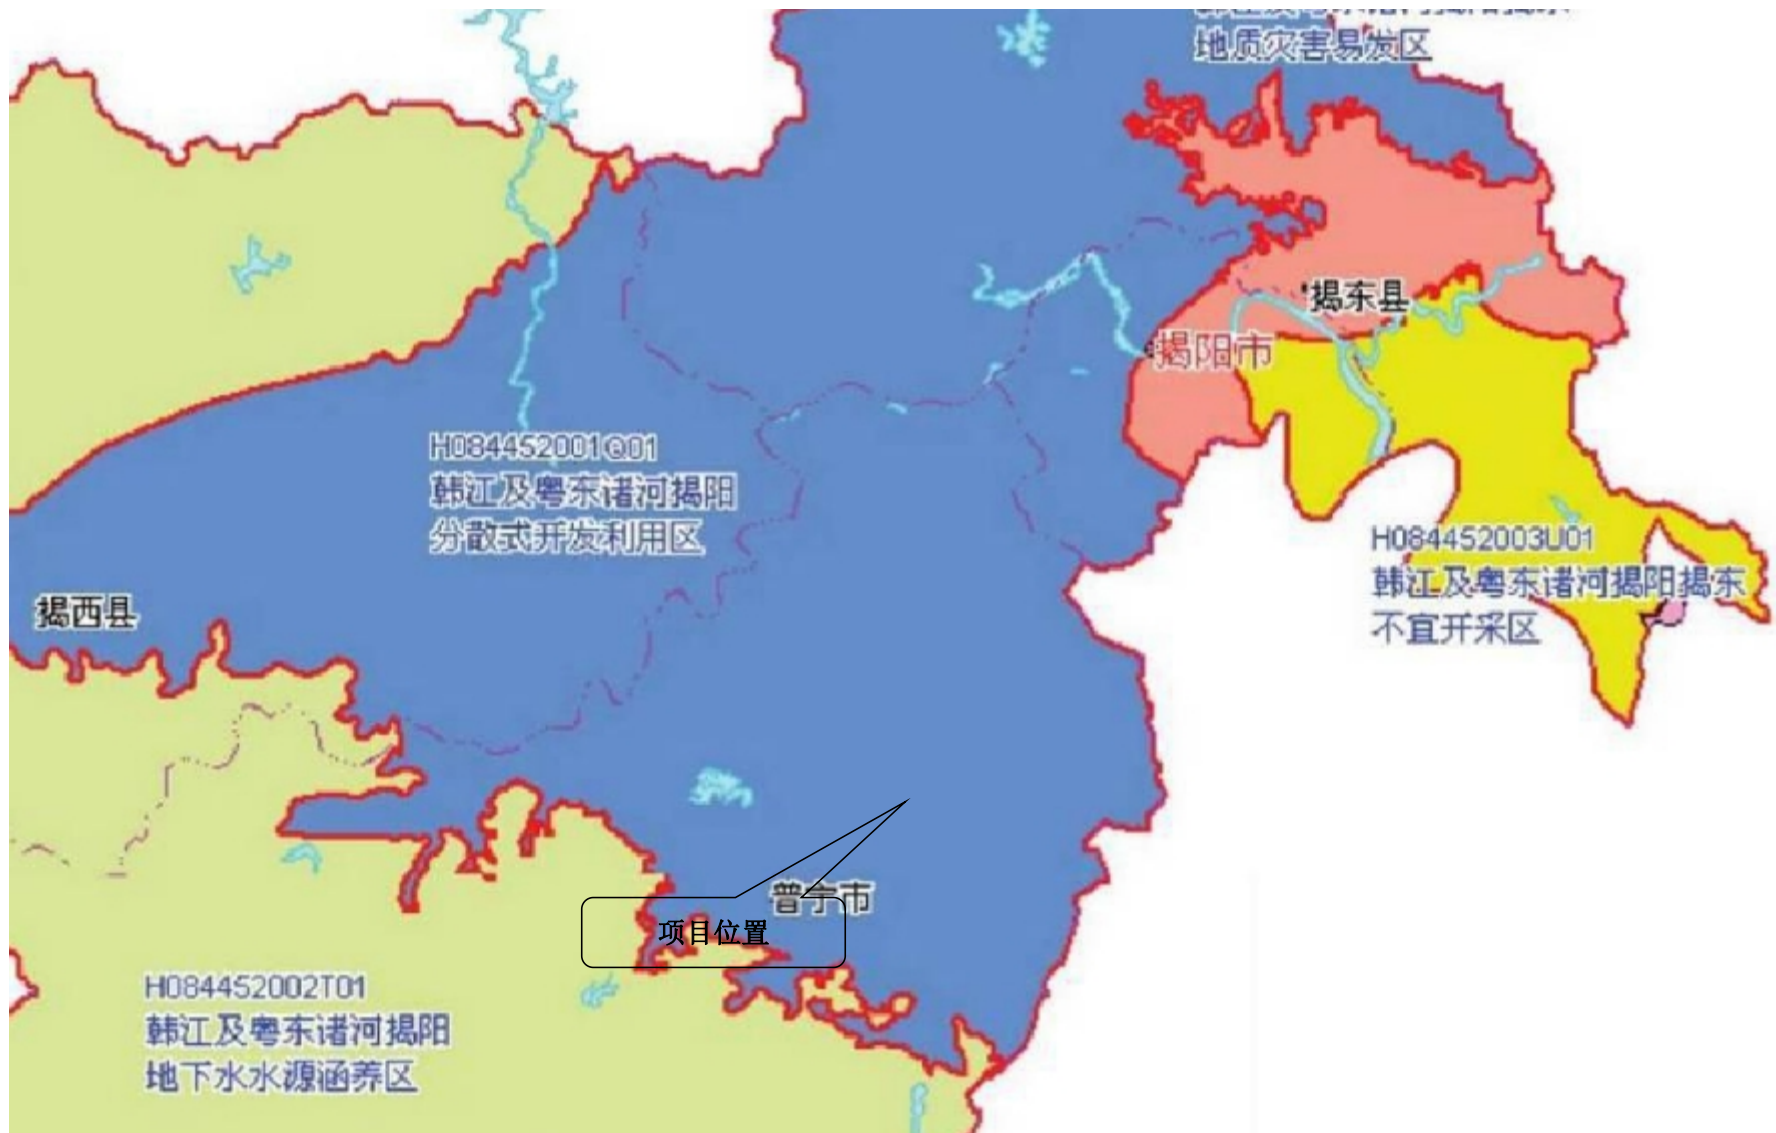 地质灾害易发区
揭东县
揭阳市
H084452001Q01
韩江及粤东诸河揭阳
分散式开发利用区
H084452003U01
韩江及粤东诸河揭阳揭东
不宜开采区
揭西县
普宁市
项目位置
H084452002T01
韩江及粤东诸河揭阳
地下水水源涵养区